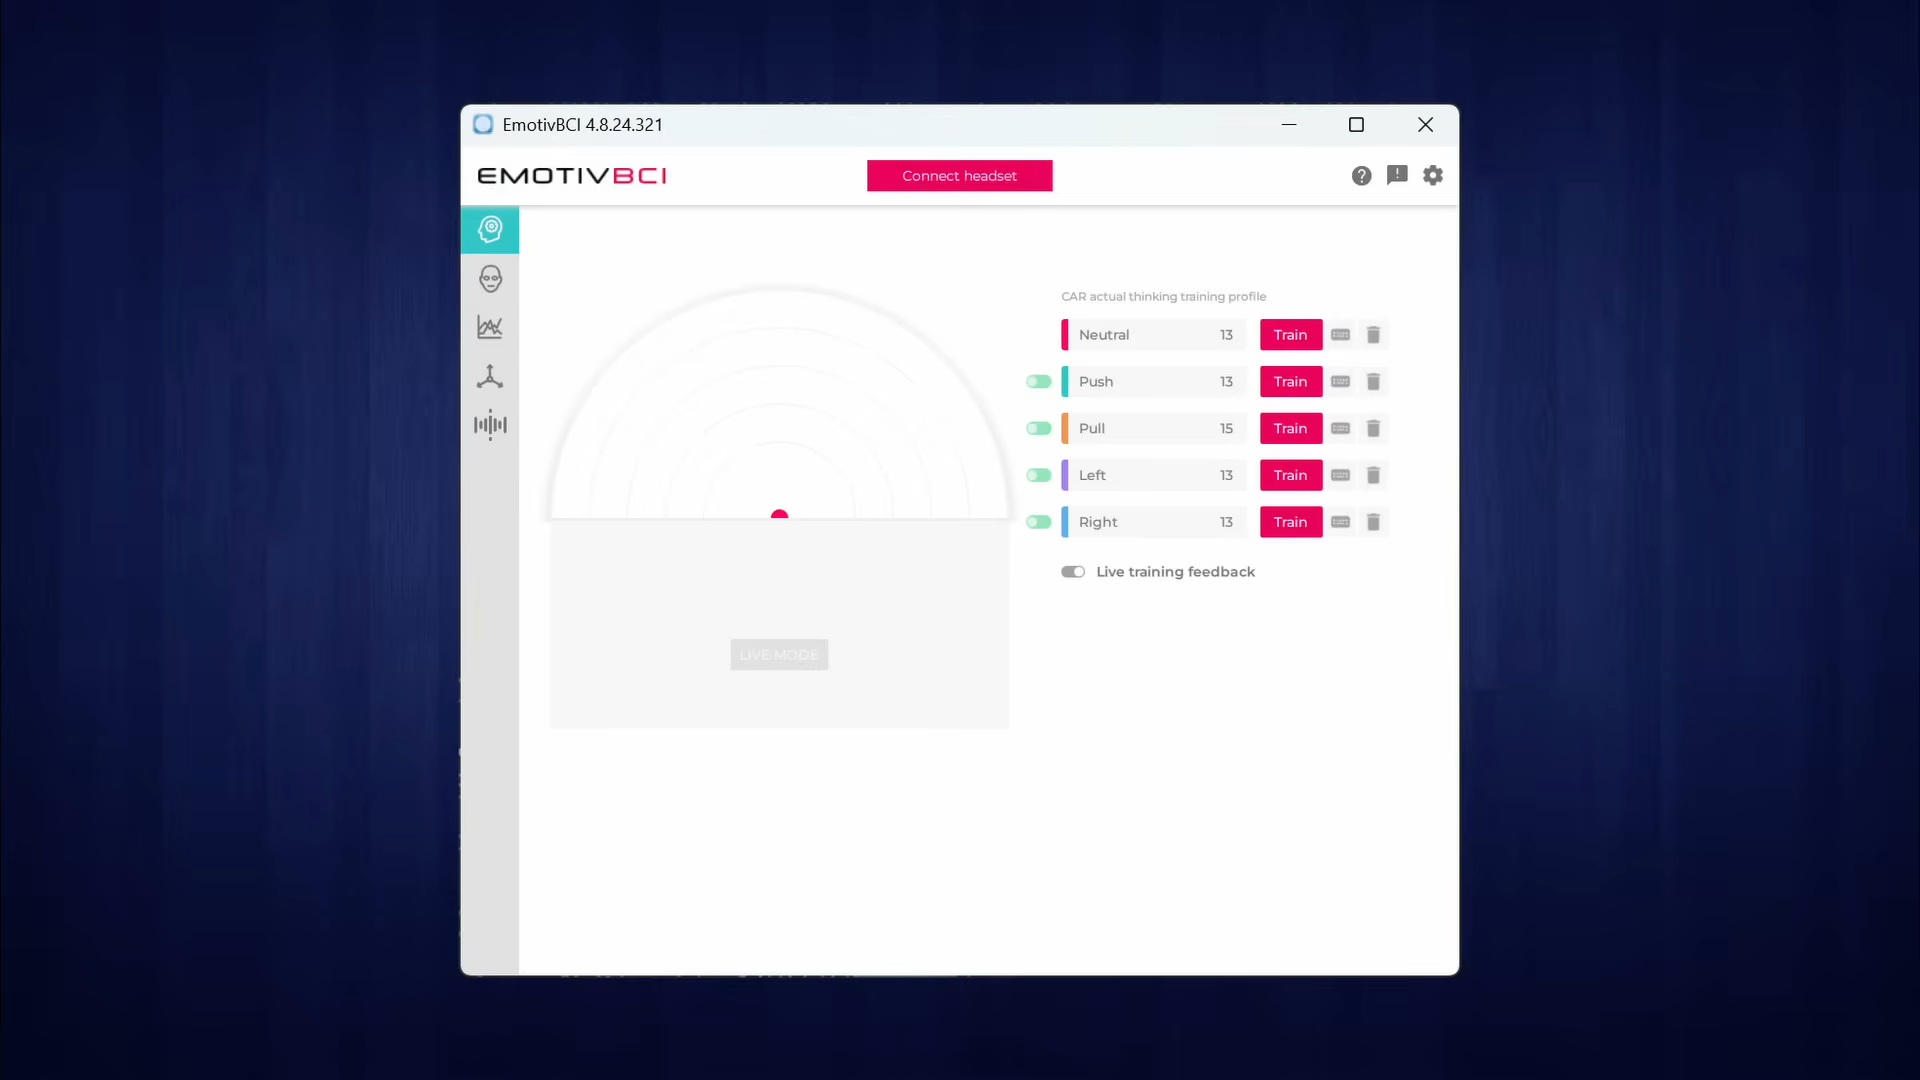 EmotivBCI 4.8.24.321
EMOTIVBCI
Connect headset
CAR actual thinking training profile
Neutral 13 Train
Push 13 Train
Pull 15 Train
Left 13 Train
Right 13 Train
Live training feedback
LIVE MODE